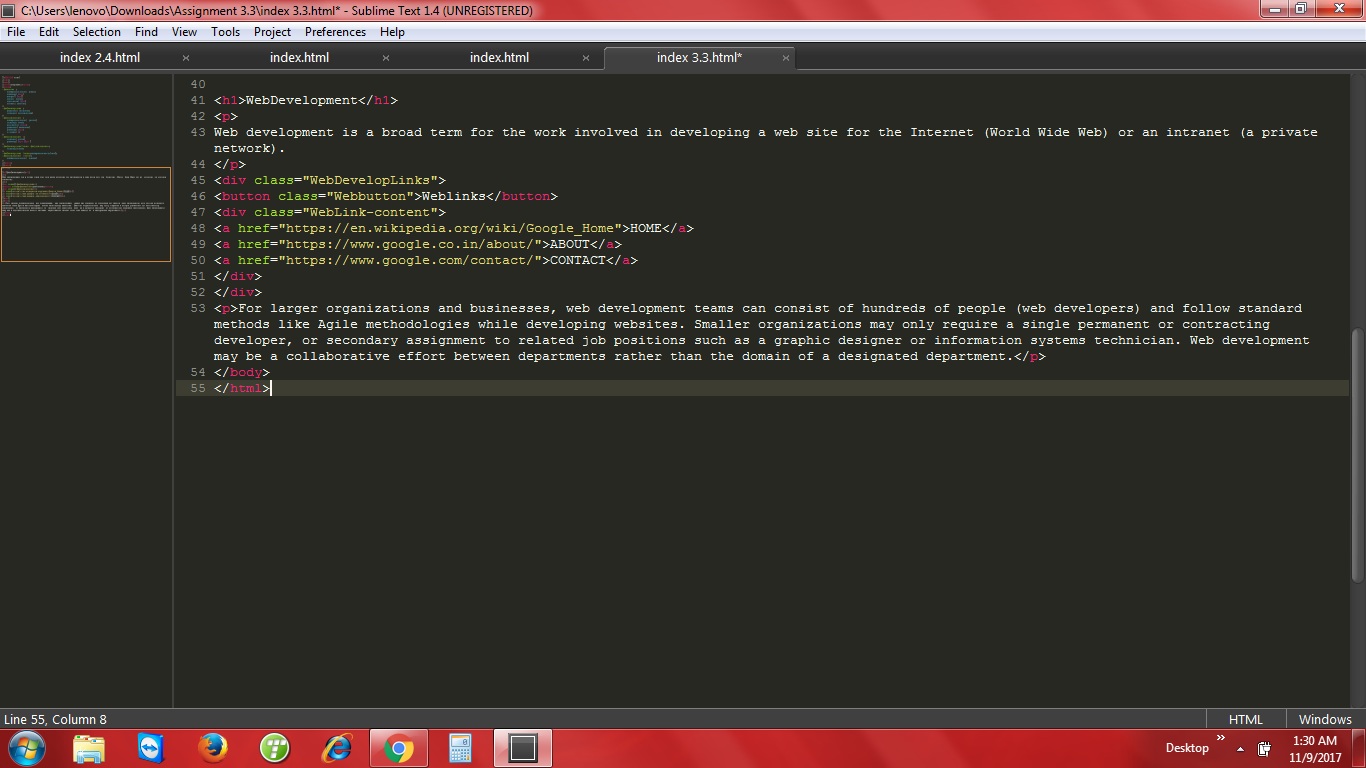 C:\Users\lenovo\Downloads\Assignment 3.3\index 3.3.html* - Sublime Text 1.4 (UNREGISTERED)
File Edit Selection Find View Tools Project Preferences Help
index 2.4.html × index.html × index.html × index 3.3.html* ×
40
41 <h1>WebDevelopment</h1>
42 <p>
43 Web development is a broad term for the work involved in developing a web site for the Internet (World Wide Web) or an intranet (a private
network).
44 </p>
45 <div class="WebDevelopLinks">
46 <button class="Webbutton">Weblinks</button>
47 <div class="WebLink-content">
48 <a href="https://en.wikipedia.org/wiki/Google_Home">HOME</a>
49 <a href="https://www.google.co.in/about/">ABOUT</a>
50 <a href="https://www.google.com/contact/">CONTACT</a>
51 </div>
52 </div>
53 <p>For larger organizations and businesses, web development teams can consist of hundreds of people (web developers) and follow standard
methods like Agile methodologies while developing websites. Smaller organizations may only require a single permanent or contracting
developer, or secondary assignment to related job positions such as a graphic designer or information systems technician. Web development
may be a collaborative effort between departments rather than the domain of a designated department.</p>
54 </body>
55 </html>
Line 55, Column 8 HTML Windows
Desktop » 1:30 AM
11/9/2017